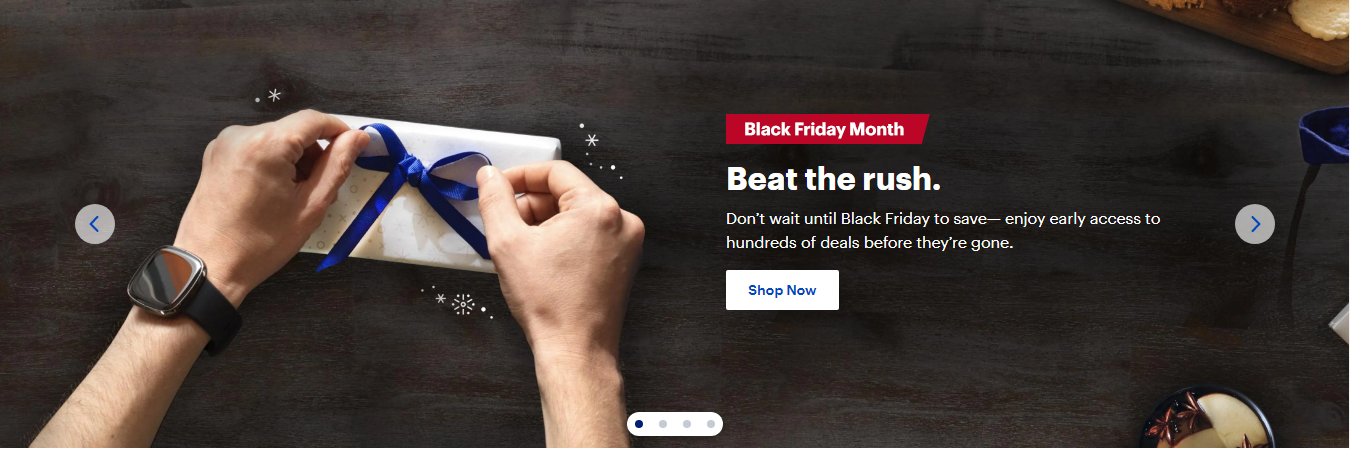 Black Friday Month
Beat the rush.
Don’t wait until Black Friday to save— enjoy early access to
hundreds of deals before they’re gone.
Shop Now